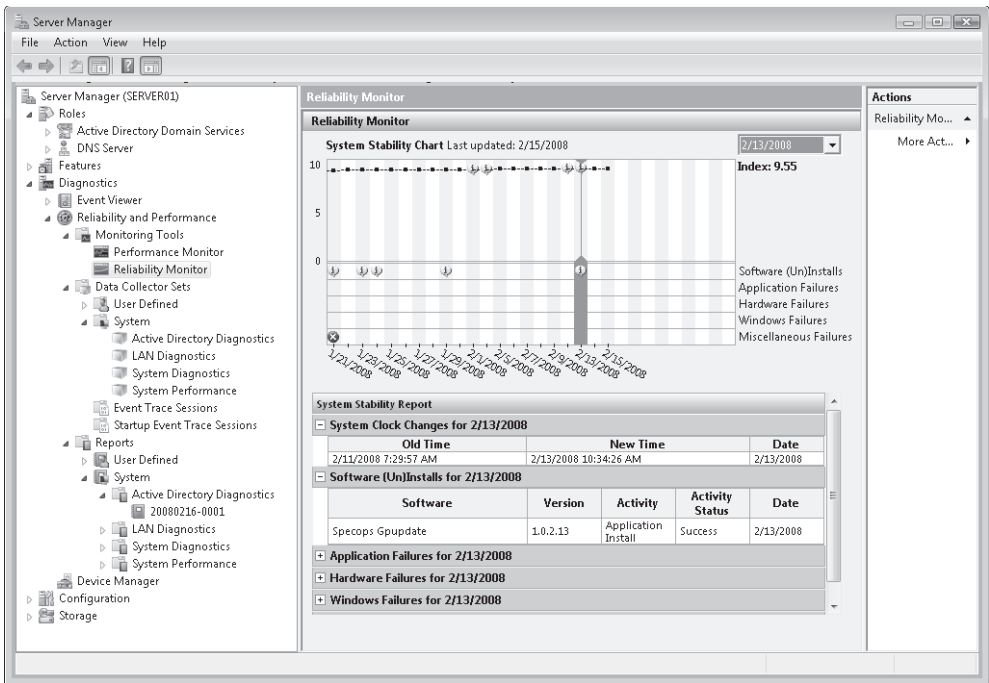 Server Manager
File Action View Help
Server Manager (SERVER01)
Roles
Active Directory Domain Services
DNS Server
Features
Diagnostics
Event Viewer
Reliability and Performance
Monitoring Tools
Performance Monitor
Reliability Monitor
Data Collector Sets
User Defined
System
Active Directory Diagnostics
LAN Diagnostics
System Diagnostics
System Performance
Event Trace Sessions
Startup Event Trace Sessions
Reports
User Defined
System
Active Directory Diagnostics
20080216-0001
LAN Diagnostics
System Diagnostics
System Performance
Device Manager
Configuration
Storage
Reliability Monitor
Reliability Monitor
System Stability Chart Last updated: 2/15/2008
2/13/2008
Index: 9.55
10
5
0
Software (Un)Installs
Application Failures
Hardware Failures
Windows Failures
Miscellaneous Failures
1/21/2008 1/23/2008 1/25/2008 1/27/2008 1/29/2008 2/1/2008 2/5/2008 2/7/2008 2/9/2008 2/13/2008 2/15/2008
System Stability Report
System Clock Changes for 2/13/2008
Old Time New Time Date
2/11/2008 7:29:57 AM 2/13/2008 10:34:26 AM 2/13/2008
Software (Un)Installs for 2/13/2008
Software Version Activity Activity Status Date
Specops Gpupdate 1.0.2.13 Application Install Success 2/13/2008
Application Failures for 2/13/2008
Hardware Failures for 2/13/2008
Windows Failures for 2/13/2008
Actions
Reliability Mo...
More Act...